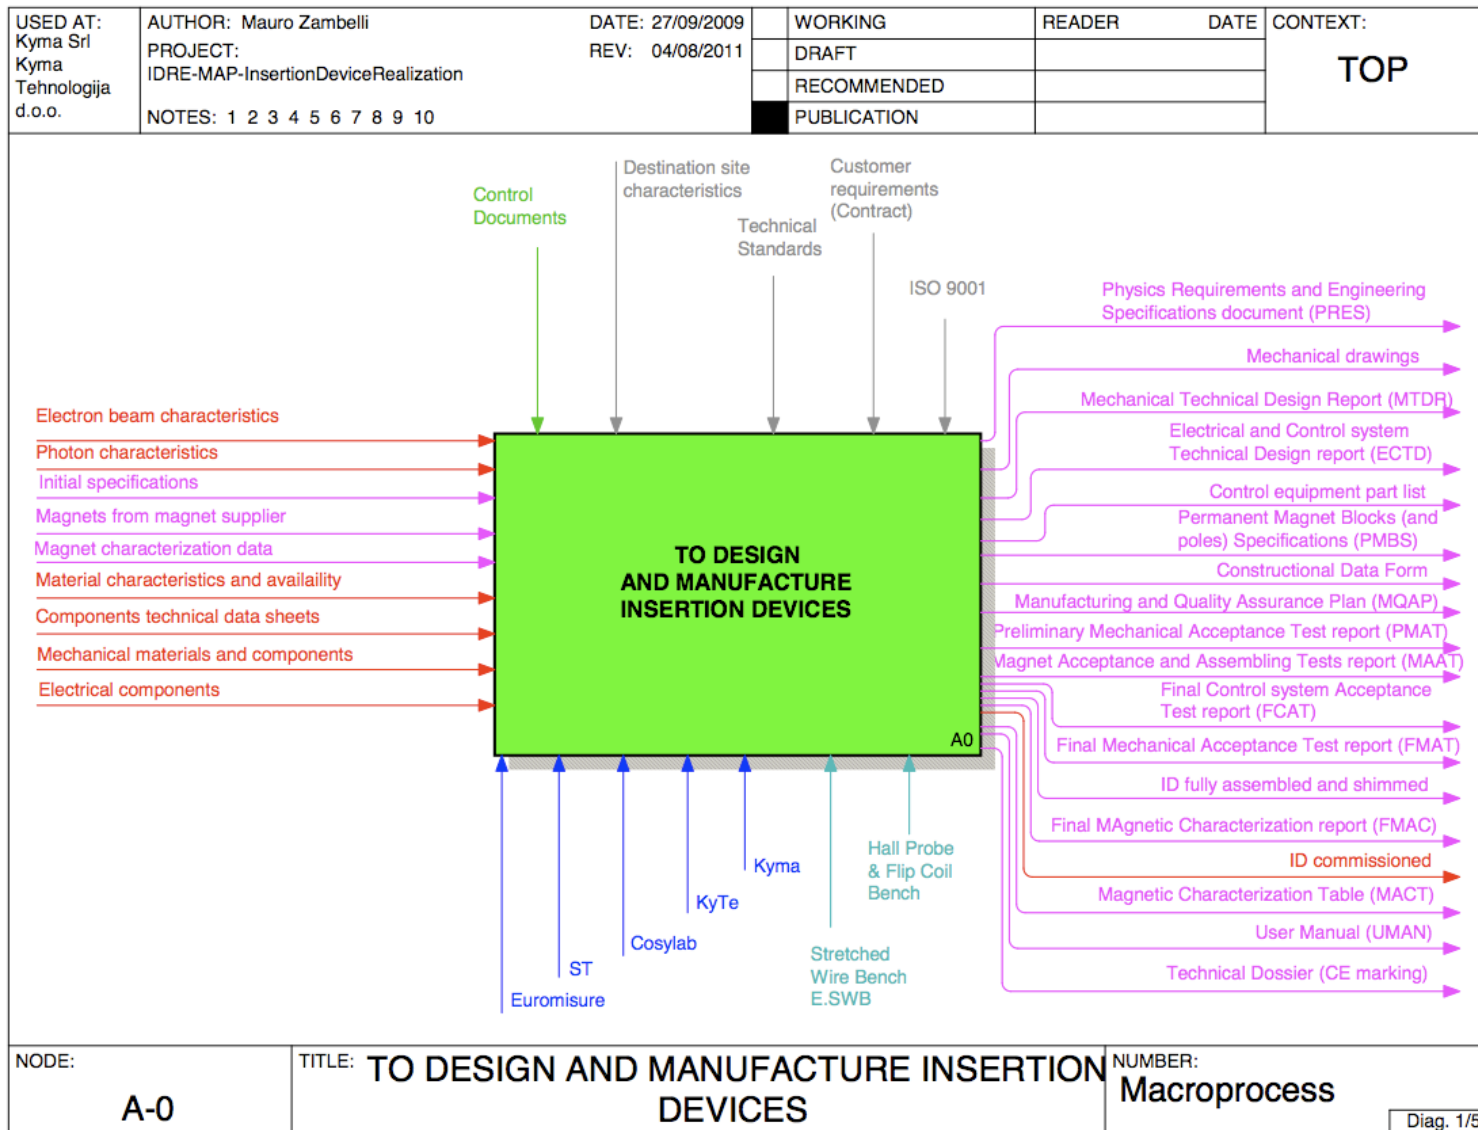 USED AT:
Kyma Srl
Kyma
Tehnologija
d.o.o.
AUTHOR: Mauro Zambelli
DATE: 27/09/2009
PROJECT:
REV: 04/08/2011
IDRE-MAP-InsertionDeviceRealization
NOTES: 1 2 3 4 5 6 7 8 9 10
WORKING
DRAFT
RECOMMENDED
PUBLICATION
READER DATE
CONTEXT:
TOP
Control
Documents
Destination site
characteristics
Technical
Standards
Customer
requirements
(Contract)
ISO 9001
Electron beam characteristics
Photon characteristics
Initial specifications
Magnets from magnet supplier
Magnet characterization data
Material characteristics and availaility
Components technical data sheets
Mechanical materials and components
Electrical components
TO DESIGN
AND MANUFACTURE
INSERTION DEVICES
A0
Physics Requirements and Engineering
Specifications document (PRES)
Mechanical drawings
Mechanical Technical Design Report (MTDR)
Electrical and Control system
Technical Design report (ECTD)
Control equipment part list
Permanent Magnet Blocks (and
poles) Specifications (PMBS)
Constructional Data Form
Manufacturing and Quality Assurance Plan (MQAP)
Preliminary Mechanical Acceptance Test report (PMAT)
Magnet Acceptance and Assembling Tests report (MAAT)
Final Control system Acceptance
Test report (FCAT)
Final Mechanical Acceptance Test report (FMAT)
ID fully assembled and shimmed
Final MAgnetic Characterization report (FMAC)
ID commissioned
Magnetic Characterization Table (MACT)
User Manual (UMAN)
Technical Dossier (CE marking)
Euromisure
ST
Cosylab
KyTe
Kyma
Stretched
Wire Bench
E.SWB
Hall Probe
& Flip Coil
Bench
NODE:
A-0
TITLE: TO DESIGN AND MANUFACTURE INSERTION
DEVICES
NUMBER:
Macroprocess
Diag. 1/5